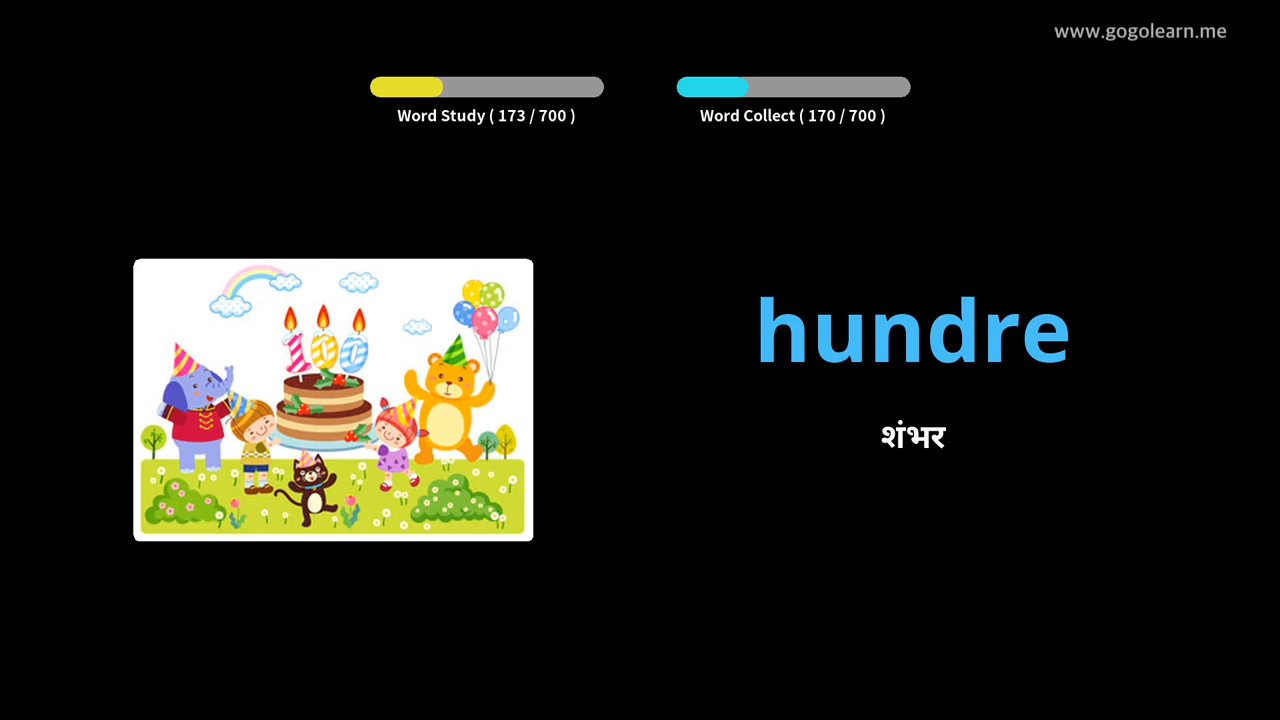 www.gogolearn.me
Word Study ( 173 / 700 )
Word Collect ( 170 / 700 )
100
hundre
शंभर